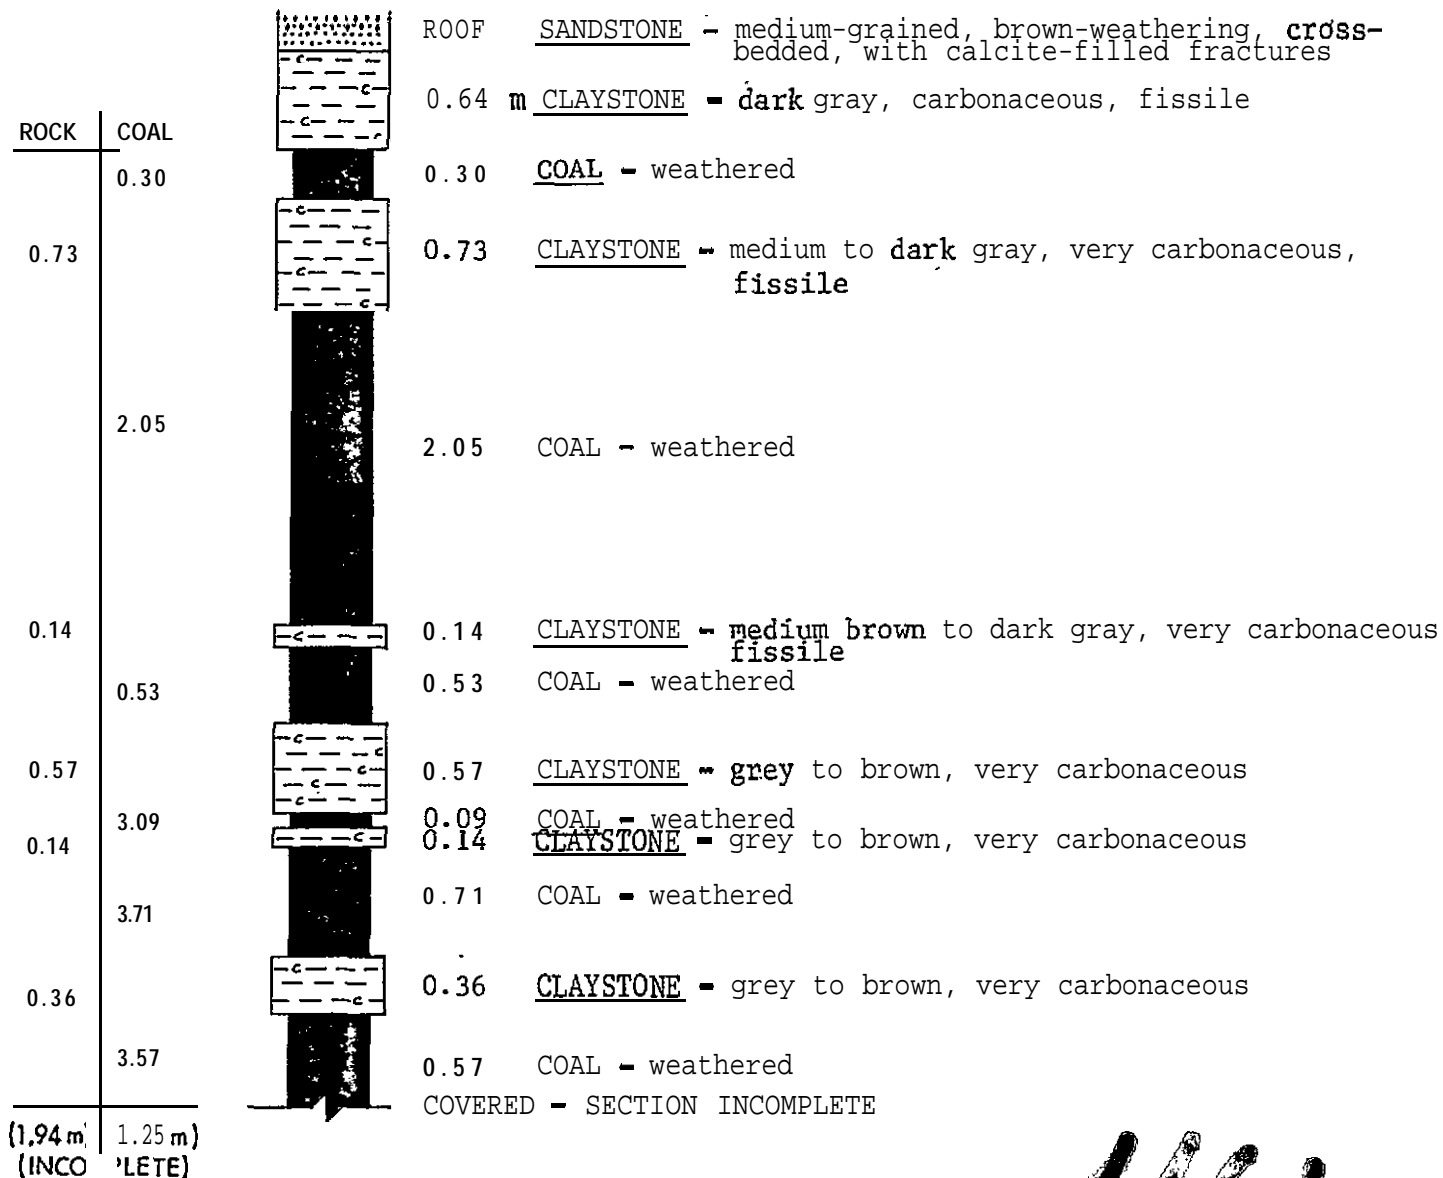 ROOF SANDSTONE - medium-grained, brown-weathering, cross-
bedded, with calcite-filled fractures
0.64 m CLAYSTONE - dark gray, carbonaceous, fissile
ROCK COAL
0.30 0.30 COAL - weathered
0.73 0.73 CLAYSTONE - medium to dark gray, very carbonaceous,
fissile
2.05 2.05 COAL - weathered
0.14 0.14 CLAYSTONE - medium brown to dark gray, very carbonaceous
fissile
0.53 0.53 COAL - weathered
0.57 0.57 CLAYSTONE - grey to brown, very carbonaceous
3.09 0.09 COAL - weathered
0.14 0.14 CLAYSTONE - grey to brown, very carbonaceous
3.71 0.71 COAL - weathered
0.36 0.36 CLAYSTONE - grey to brown, very carbonaceous
3.57 0.57 COAL - weathered
COVERED - SECTION INCOMPLETE
(1,94 m 1.25 m)
(INCO PLETE)